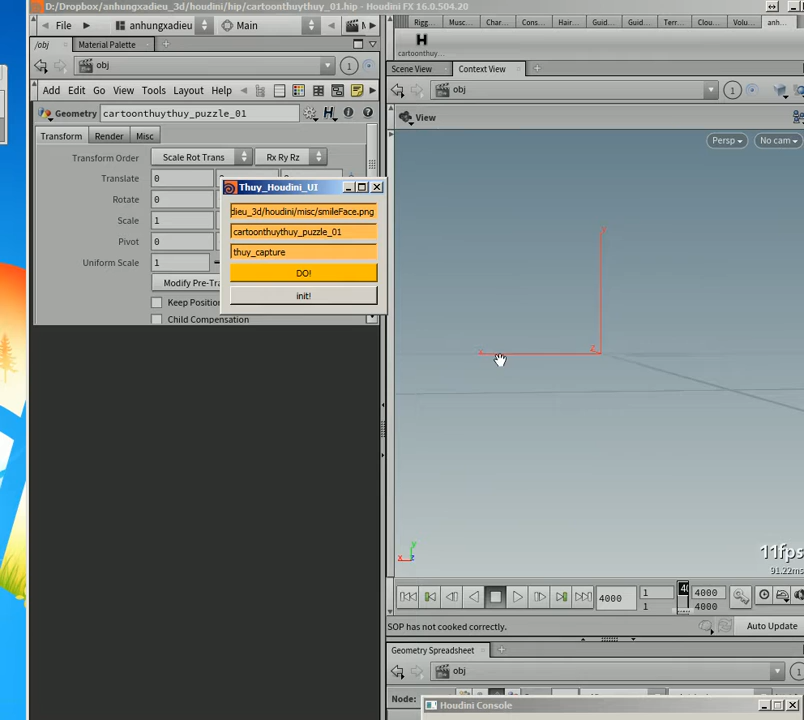 D:/Dropbox/anhungxadieu_3d/houdini/hip/cartoonthuythuy_01.hip - Houdini FX 16.0.504.20
File anhungxadieu Main
Rigg... Musc... Char... Cons... Hair... Guid... Guid... Terr... Clou... Volu... anh...
H
cartoonthuy...
/obj Material Palette
Scene View Context View
obj 1
obj 1
Add Edit Go View Tools Layout Help
View
Geometry cartoonthuythuy_puzzle_01
Transform Render Misc
Persp No cam
Transform Order Scale Rot Trans Rx Ry Rz
Translate 0
Rotate 0
Scale 1
Pivot 0
Uniform Scale 1
Modify Pre-Tra
Keep Position
Child Compensation
Thuy_Houdini_UI
dieu_3d/houdini/misc/smileFace.png
cartoonthuythuy_puzzle_01
thuy_capture
DO!
init!
y
x z
y
x z
11fps
91.22ms
4000 1 4000
1 4000
SOP has not cooked correctly.
Auto Update
Geometry Spreadsheet
obj 1
Node:
Houdini Console